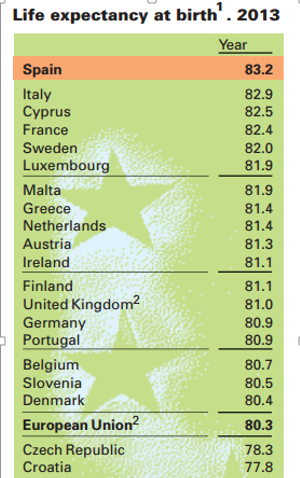 Life expectancy at birth¹. 2013
Year
Spain 83.2
Italy 82.9
Cyprus 82.5
France 82.4
Sweden 82.0
Luxembourg 81.9
Malta 81.9
Greece 81.4
Netherlands 81.4
Austria 81.3
Ireland 81.1
Finland 81.1
United Kingdom² 81.0
Germany 80.9
Portugal 80.9
Belgium 80.7
Slovenia 80.5
Denmark 80.4
European Union² 80.3
Czech Republic 78.3
Croatia 77.8